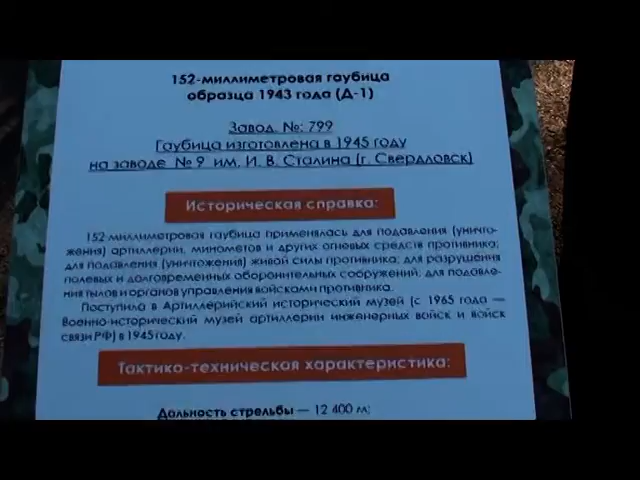 152-миллиметровая гаубица
образца 1943 года (Д-1)
Завод. №: 799
Гаубица изготовлена в 1945 году
на заводе № 9 им. И. В. Сталина (г. Свердловск)
Историческая справка:
152-миллиметровая гаубица применялась для подавления (уничто-
жения) артиллерии, минометов и других огневых средств противника;
для подавления (уничтожения) живой силы противника; для разрушения
полевых и долговременных оборонительных сооружений; для подавле-
ния тылов и органов управления войсками противника.
Поступила в Артиллерийский исторический музей (с 1965 года —
Военно-исторический музей артиллерии инженерных войск и войск
связи РФ) в 1945 году.
Тактико-техническая характеристика:
Дальность стрельбы — 12 400 м;